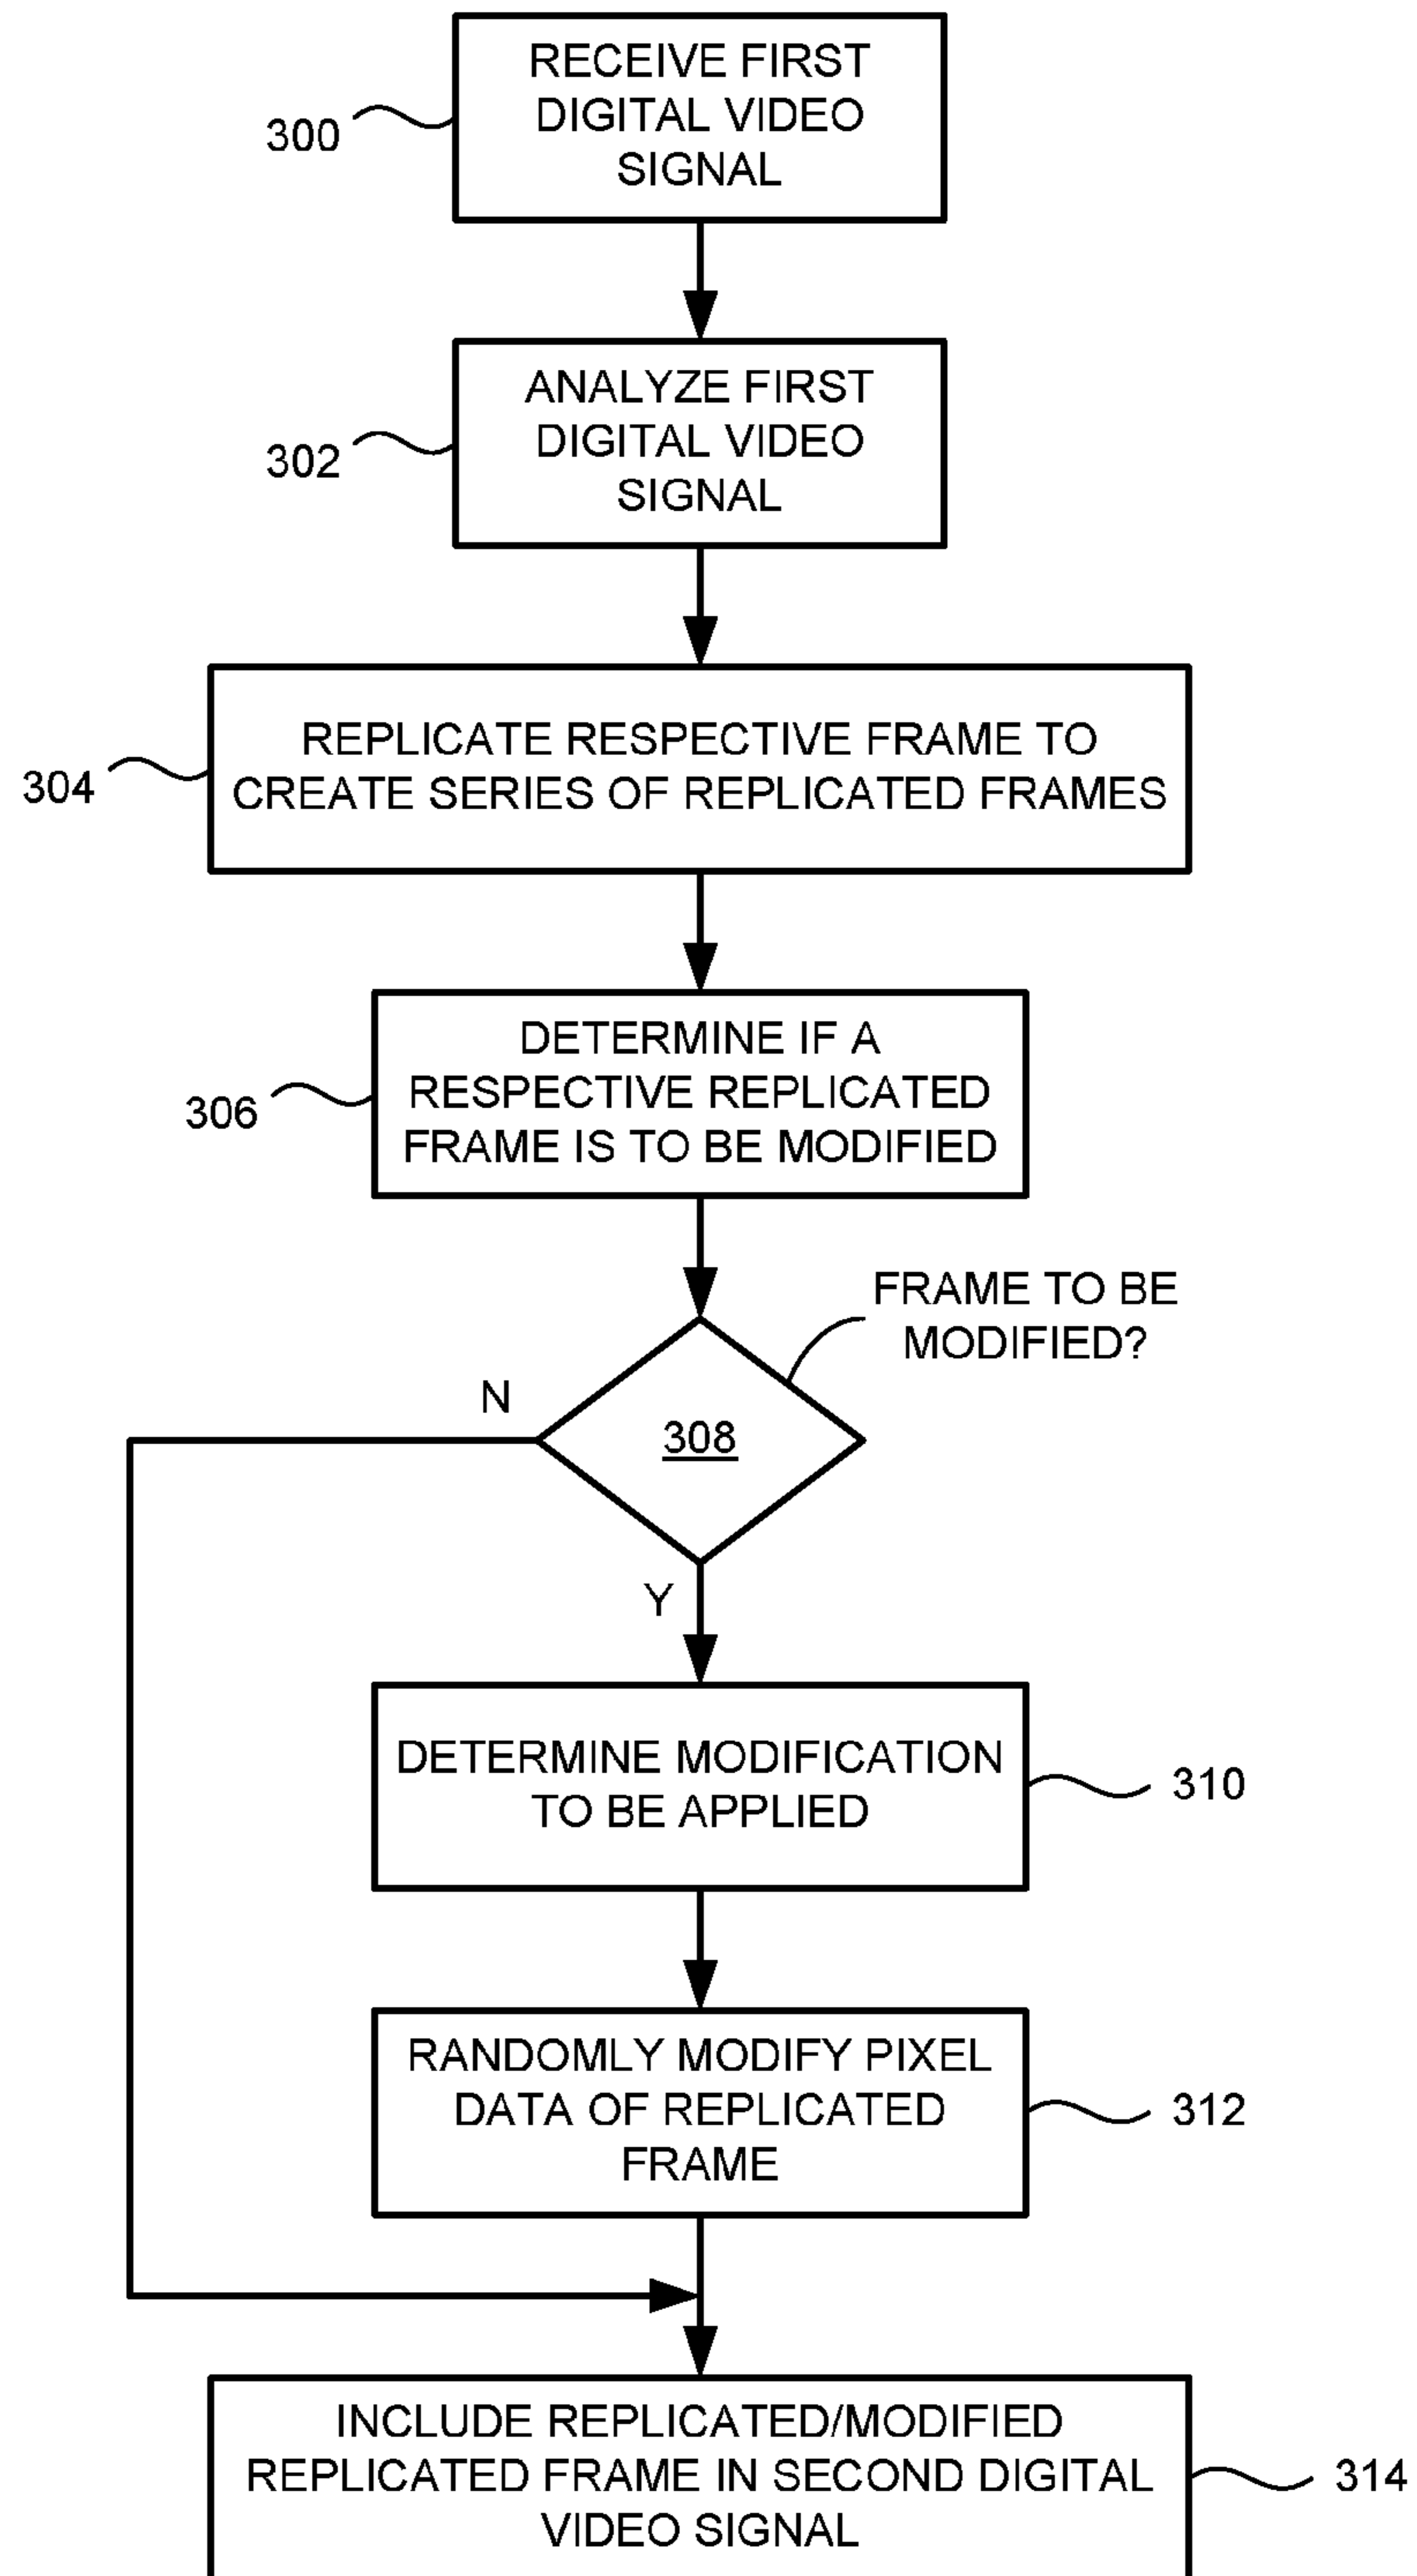 RECEIVE FIRST
DIGITAL VIDEO
SIGNAL
300
ANALYZE FIRST
DIGITAL VIDEO
SIGNAL
302
REPLICATE RESPECTIVE FRAME TO
CREATE SERIES OF REPLICATED FRAMES
304
DETERMINE IF A
RESPECTIVE REPLICATED
FRAME IS TO BE MODIFIED
306
FRAME TO BE
MODIFIED?
N
308
Y
DETERMINE MODIFICATION
TO BE APPLIED
310
RANDOMLY MODIFY PIXEL
DATA OF REPLICATED
FRAME
312
INCLUDE REPLICATED/MODIFIED
REPLICATED FRAME IN SECOND DIGITAL
VIDEO SIGNAL
314